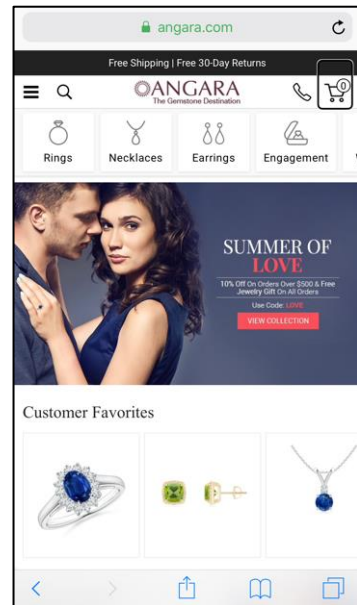 angara.com
Free Shipping | Free 30-Day Returns
ANGARA
The Gemstone Destination
0
Rings
Necklaces
Earrings
Engagement
SUMMER OF
LOVE
10% Off On Orders Over $500 & Free
Jewelry Gift On All Orders
Use Code: LOVE
VIEW COLLECTION
Customer Favorites